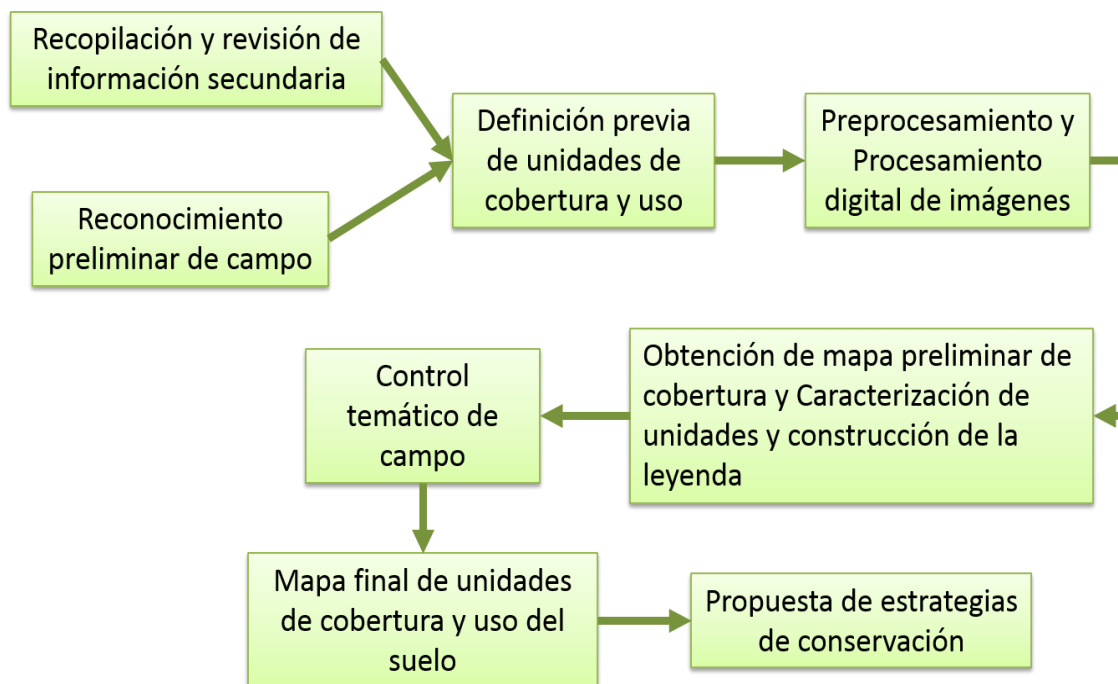 Recopilación y revisión de
información secundaria
Reconocimiento
preliminar de campo
Definición previa
de unidades de
cobertura y uso
Preprocesamiento y
Procesamiento
digital de imágenes
Obtención de mapa preliminar de
cobertura y Caracterización de
unidades y construcción de la
leyenda
Control
temático de
campo
Mapa final de unidades
de cobertura y uso del
suelo
Propuesta de estrategias
de conservación